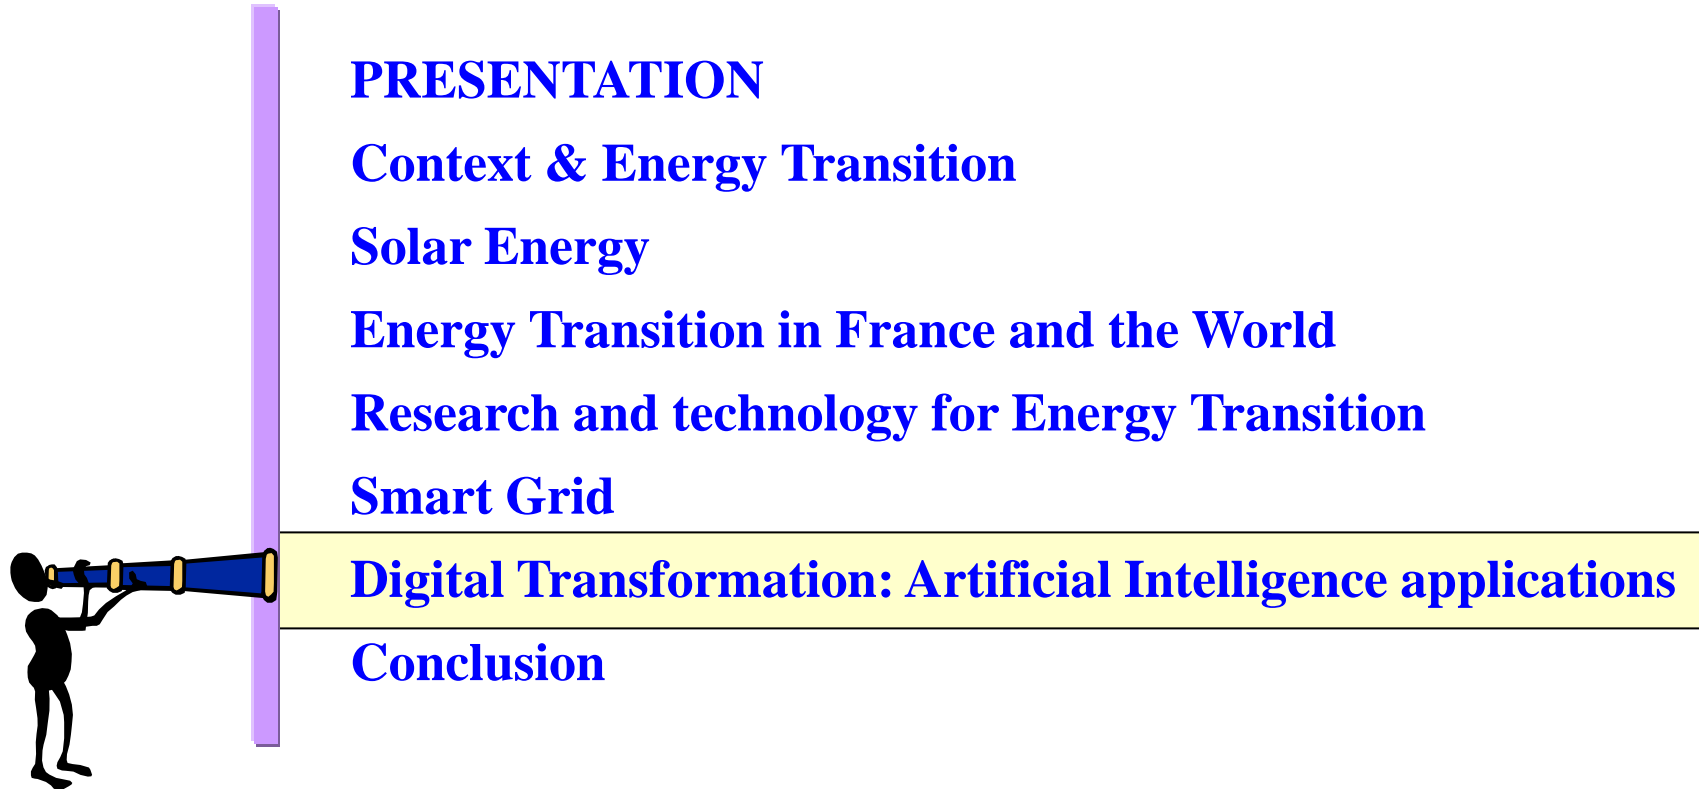 PRESENTATION
Context & Energy Transition
Solar Energy
Energy Transition in France and the World
Research and technology for Energy Transition
Smart Grid
Digital Transformation: Artificial Intelligence applications
Conclusion